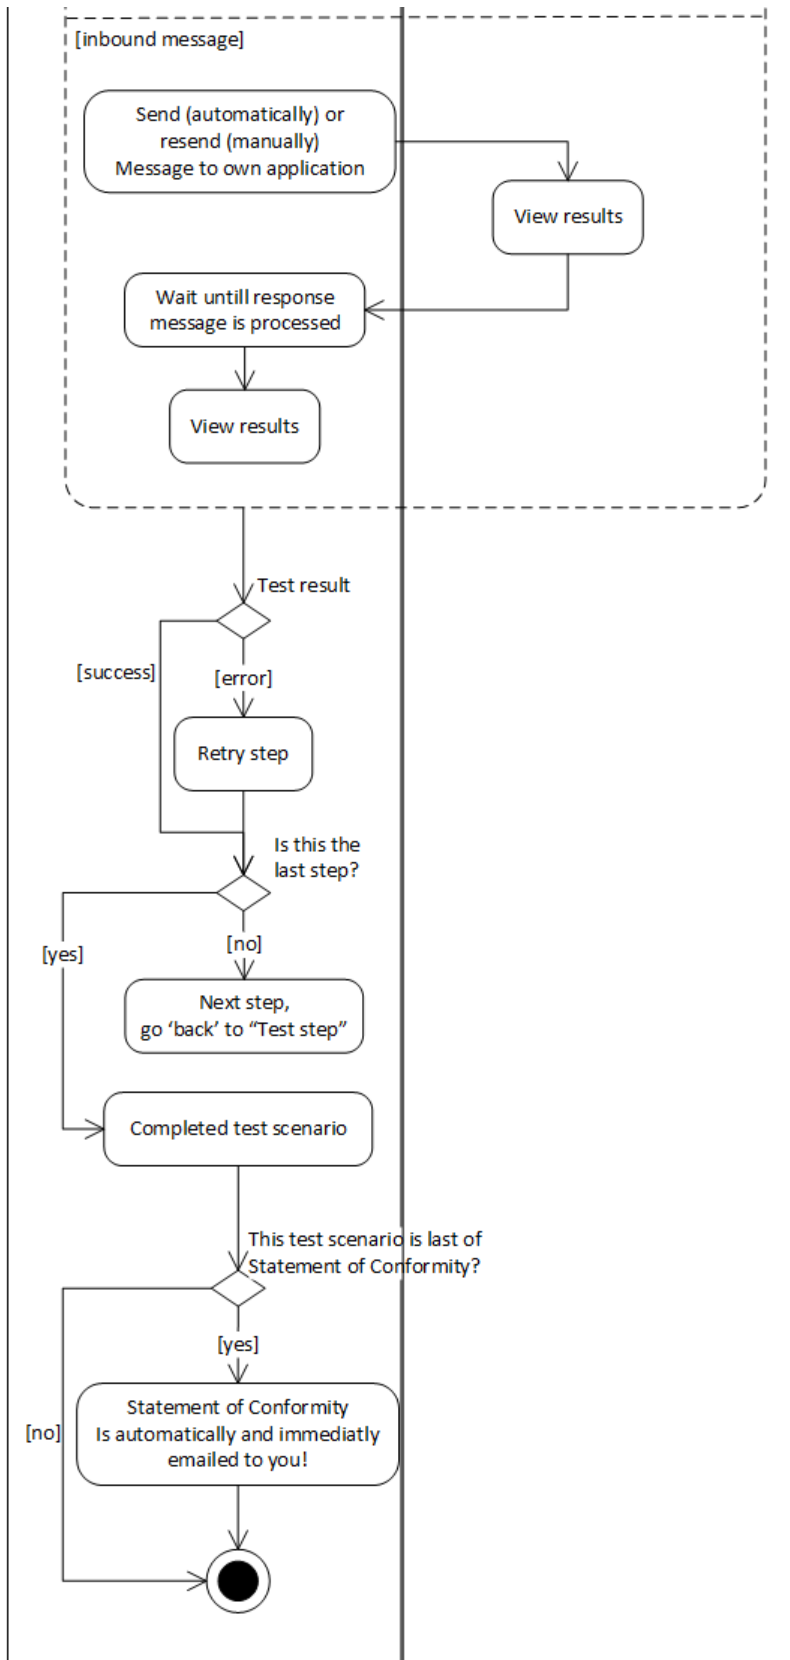 [inbound message]
Send (automatically) or
resend (manually)
Message to own application
View results
Wait untill response
message is processed
View results
Test result
[success]
[error]
Retry step
Is this the
last step?
[yes]
[no]
Next step,
go ‘back’ to “Test step”
Completed test scenario
This test scenario is last of
Statement of Conformity?
[yes]
Statement of Conformity
Is automatically and immediatly
emailed to you!
[no]